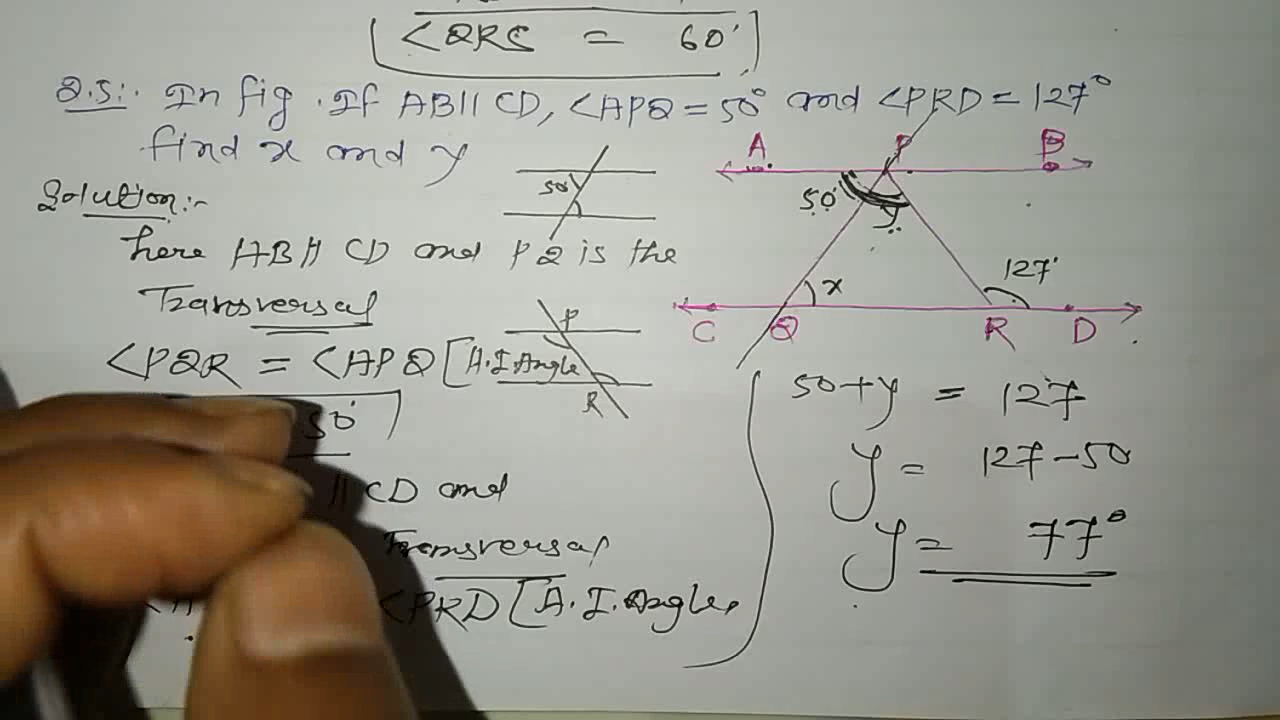 <QRS = 60°
Q.5:. In fig. If AB || CD, <APQ = 50° and <PRD = 127°
find x and y
Solution:-
here AB || CD and PQ is the
Transversal
<PQR = <APQ [A.I. Angle
50°
|| CD and
Transversal
<PRD [A.I. Angle,
50
P
R
A P B
50° y
x 127°
C Q R D
50 + y = 127
y = 127 - 50
y = 77°